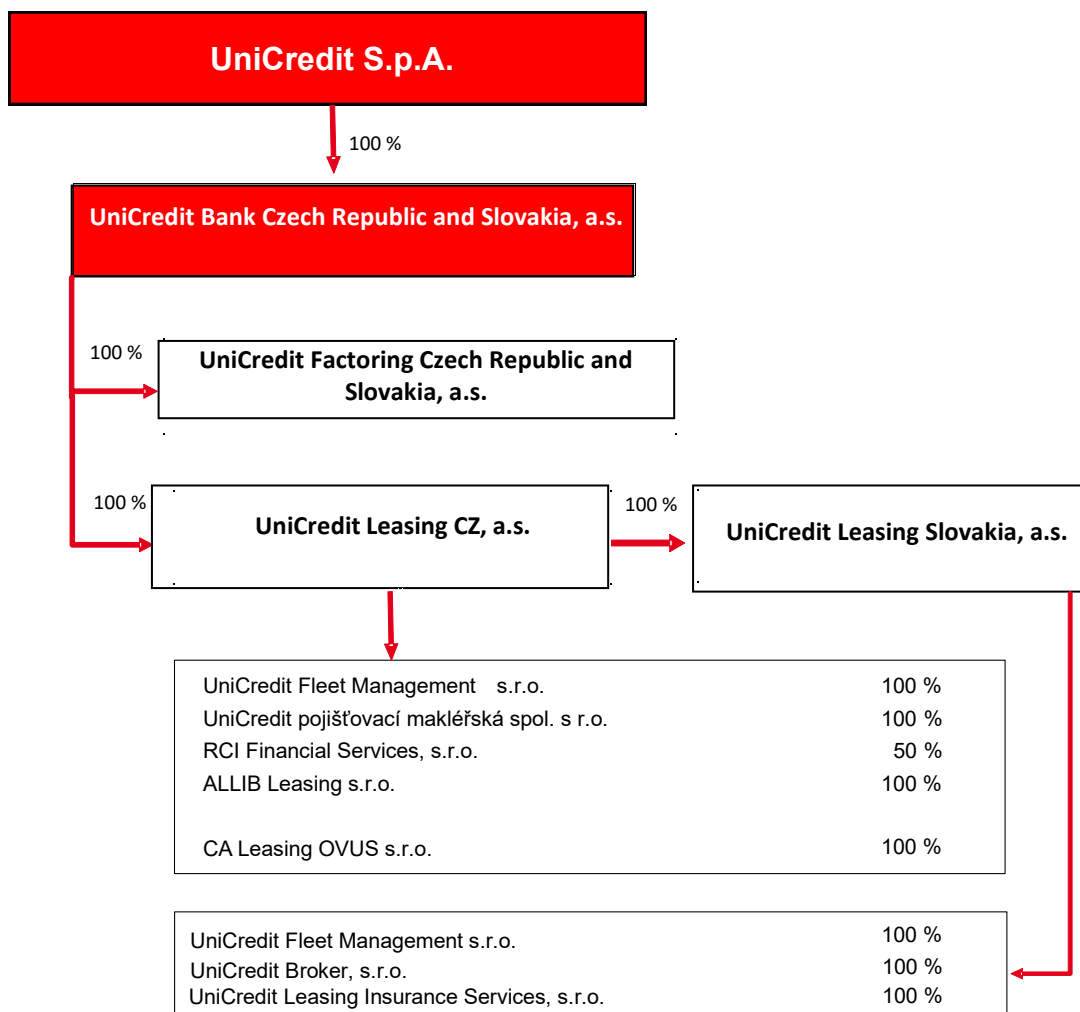 UniCredit S.p.A.
100 %
UniCredit Bank Czech Republic and Slovakia, a.s.
100 %
UniCredit Factoring Czech Republic and
Slovakia, a.s.
100 %
UniCredit Leasing CZ, a.s.
100 %
UniCredit Leasing Slovakia, a.s.
UniCredit Fleet Management s.r.o. 100 %
UniCredit pojišťovací makléřská spol. s r.o. 100 %
RCI Financial Services, s.r.o. 50 %
ALLIB Leasing s.r.o. 100 %
CA Leasing OVUS s.r.o. 100 %
UniCredit Fleet Management s.r.o. 100 %
UniCredit Broker, s.r.o. 100 %
UniCredit Leasing Insurance Services, s.r.o. 100 %